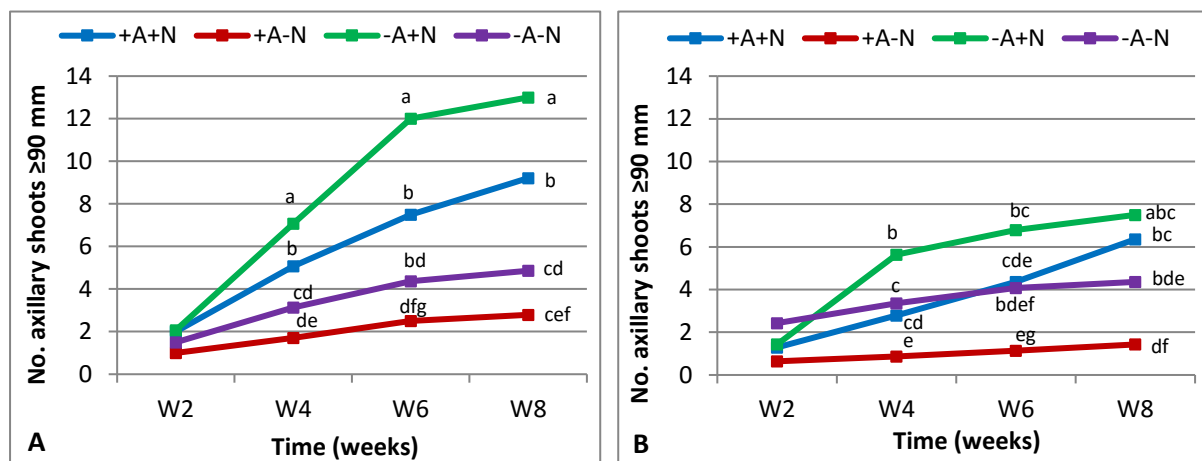 +A+N +A-N -A+N -A-N
No. axillary shoots ≥90 mm
14
12
10
8
6
4
2
0
a
a
a
b
b
b
cd
bd
cd
de
dfg
cef
W2 W4 W6 W8
Time (weeks)
A
+A+N +A-N -A+N -A-N
No. axillary shoots ≥90 mm
14
12
10
8
6
4
2
0
b
bc
abc
bc
cde
c
bde
cd
bdef
e
eg
df
W2 W4 W6 W8
Time (weeks)
B